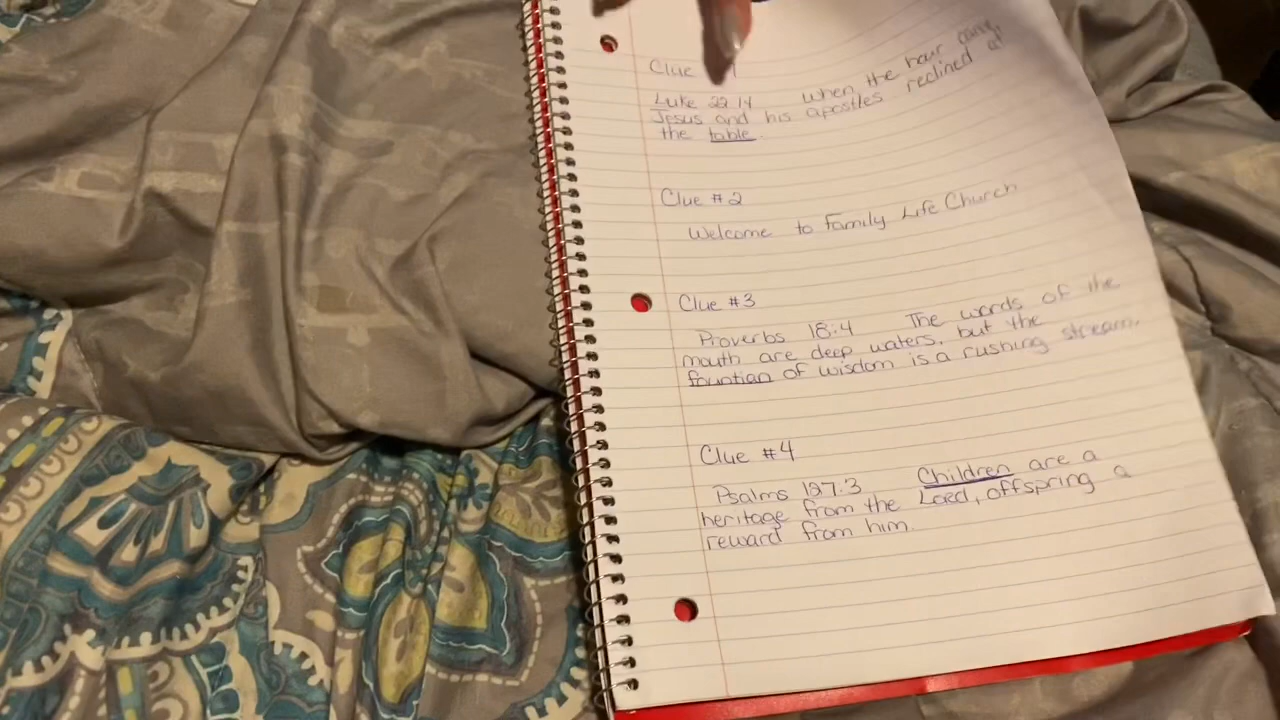 Clue #1
Luke 22:14 when the hour came,
Jesus and his apostles reclined at
the table.
Clue #2
Welcome to Family Life Church
Clue #3
Proverbs 18:4 The words of the
mouth are deep waters, but the
fountian of wisdom is a rushing stream.
Clue #4
Psalms 127:3 Children are a
heritage from the Lord, offspring a
reward from him.